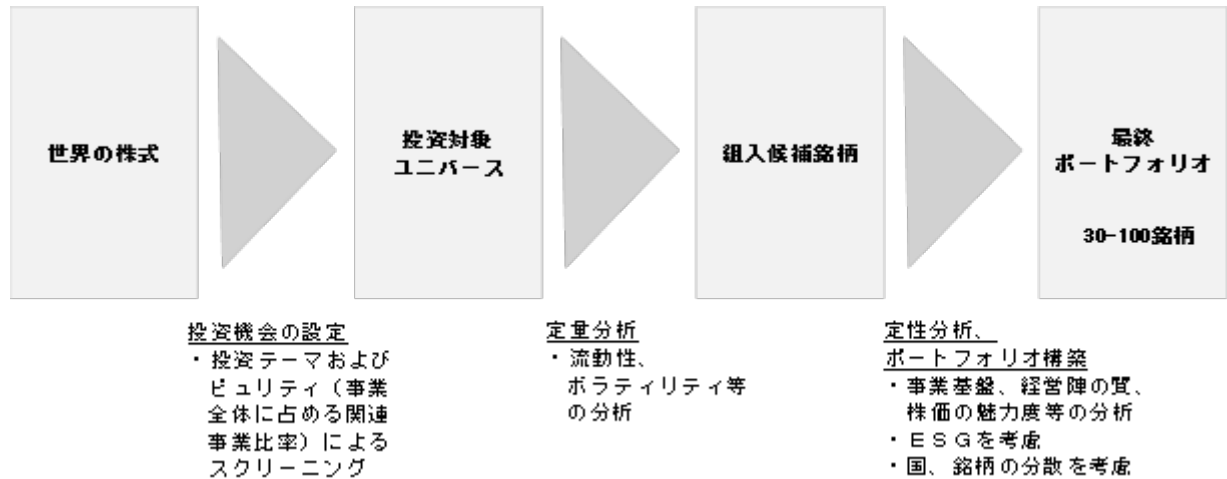 世界の株式
投資対象
ユニバース
組入候補銘柄
最終
ポートフォリオ
30-100銘柄
投資機会の設定
・投資テーマおよび
ピュリティ（事業
全体に占める関連
事業比率）による
スクリーニング
定量分析
・流動性、
ボラティリティ等
の分析
定性分析、
ポートフォリオ構築
・事業基盤、経営陣の質、
株価の魅力度等の分析
・ＥＳＧを考慮
・国、銘柄の分散を考慮